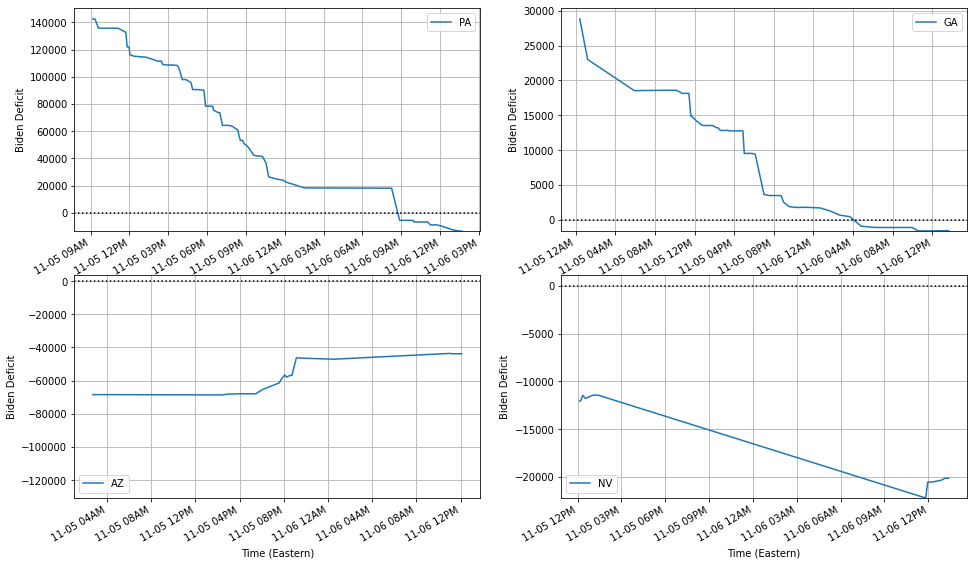 140000
120000
100000
80000
60000
40000
20000
0
Biden Deficit
PA
11-05 09AM
11-05 12PM
11-05 03PM
11-05 06PM
11-05 09PM
11-06 12AM
11-06 03AM
11-06 06AM
11-06 09AM
11-06 12PM
11-06 03PM
30000
25000
20000
15000
10000
5000
0
Biden Deficit
GA
11-05 12AM
11-05 04AM
11-05 08AM
11-05 12PM
11-05 04PM
11-05 08PM
11-06 12AM
11-06 04AM
11-06 08AM
11-06 12PM
0
−20000
−40000
−60000
−80000
−100000
−120000
Biden Deficit
AZ
11-05 04AM
11-05 08AM
11-05 12PM
11-05 04PM
11-05 08PM
11-06 12AM
11-06 04AM
11-06 08AM
11-06 12PM
Time (Eastern)
0
−5000
−10000
−15000
−20000
Biden Deficit
NV
11-05 12PM
11-05 03PM
11-05 06PM
11-05 09PM
11-06 12AM
11-06 03AM
11-06 06AM
11-06 09AM
11-06 12PM
Time (Eastern)